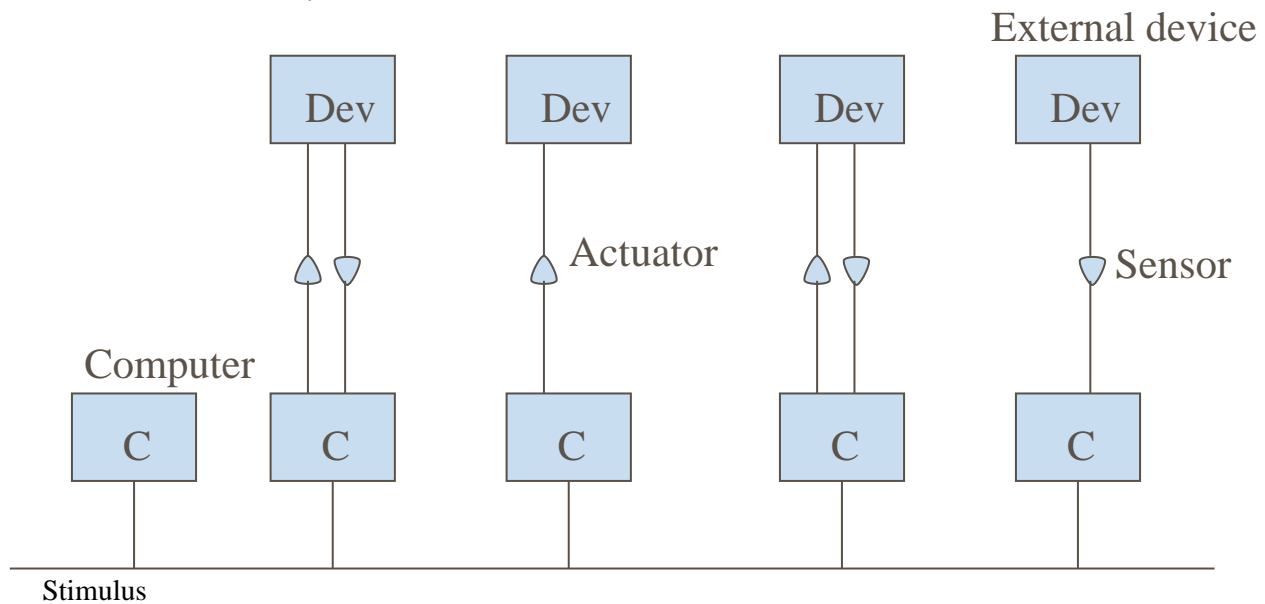 External device
Dev Dev Dev Dev
Actuator
Sensor
Computer
C C C C C
Stimulus